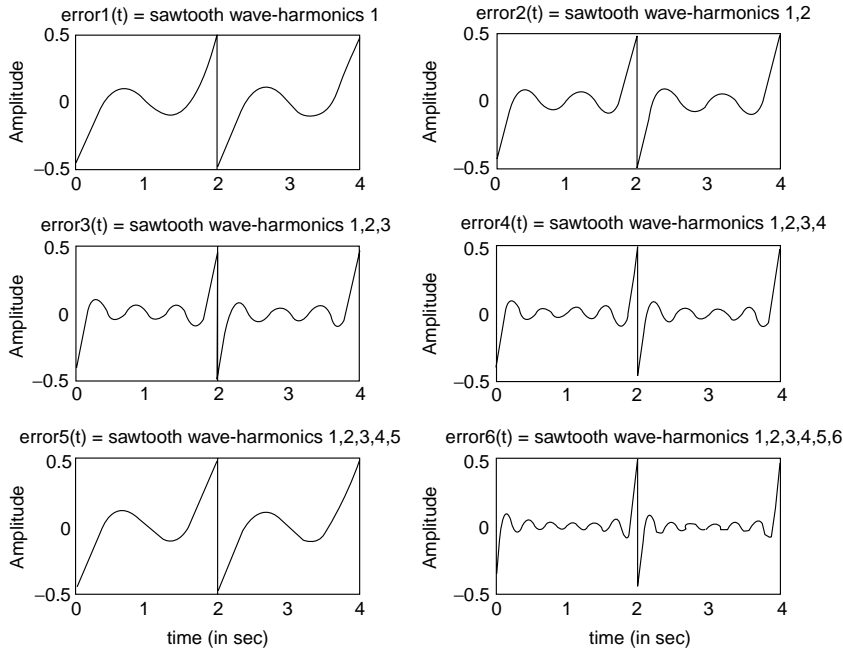 error1(t) = sawtooth wave-harmonics 1
0.5
0
−0.5
Amplitude
0 1 2 3 4
error2(t) = sawtooth wave-harmonics 1,2
0.5
0
−0.5
Amplitude
0 1 2 3 4
error3(t) = sawtooth wave-harmonics 1,2,3
0.5
0
−0.5
Amplitude
0 1 2 3 4
error4(t) = sawtooth wave-harmonics 1,2,3,4
0.5
0
−0.5
Amplitude
0 1 2 3 4
error5(t) = sawtooth wave-harmonics 1,2,3,4,5
0.5
0
−0.5
Amplitude
0 1 2 3 4
time (in sec)
error6(t) = sawtooth wave-harmonics 1,2,3,4,5,6
0.5
0
−0.5
Amplitude
0 1 2 3 4
time (in sec)